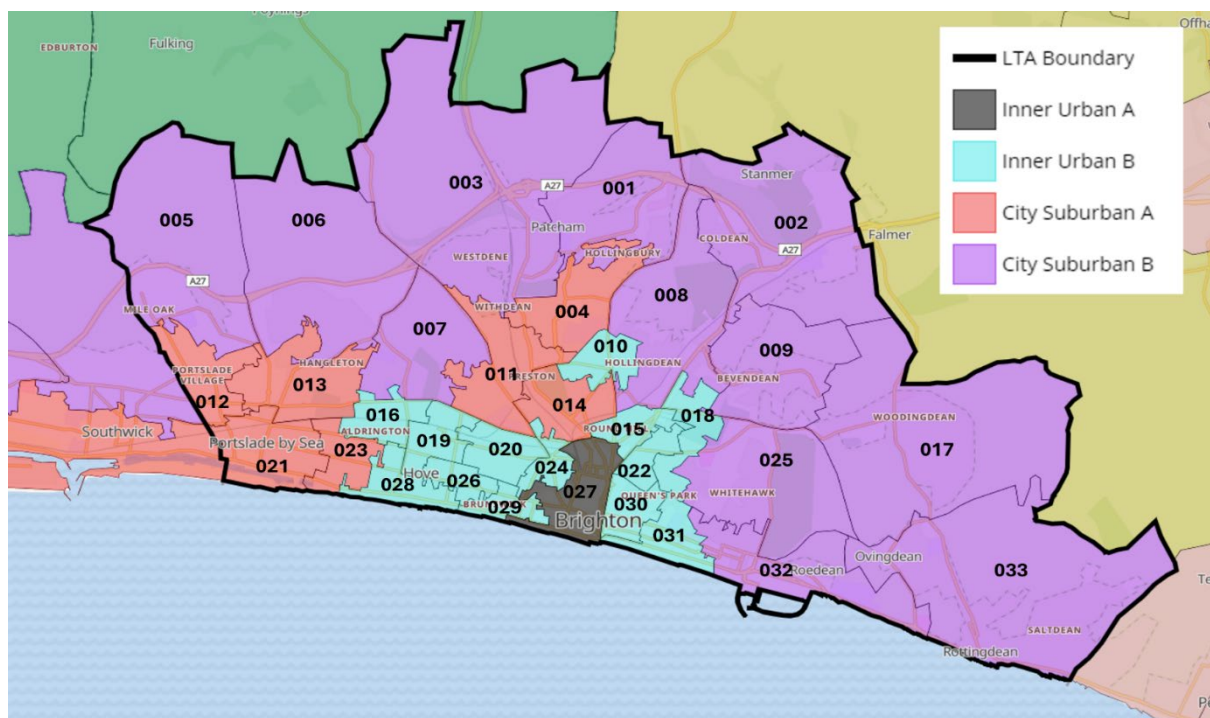 Poynings
Offha
EDBURTON
Fulking
LTA Boundary
Inner Urban A
Inner Urban B
City Suburban A
City Suburban B
003
A27
001
Stanmer
002
005
006
Patcham
COLDEAN
Falmer
A27
WESTDENE
HOLLINGBURY
A27
008
MILE OAK
WITHDEAN
004
007
010
009
HANGLETON
HOLLINGDEAN
PORTSLADE
VILLAGE
013
011
PRESTON
BEVENDEAN
012
014
016
018
WOODINGDEAN
Southwick
Portslade by Sea
ALDRINGTON
019
015
017
023
020
025
021
Hove
024
022
028
026
027
QUEEN'S PARK
WHITEHAWK
029
030
Brighton
031
Ovingdean
032
Roedean
033
Te
SALTDEAN
Rottingdean